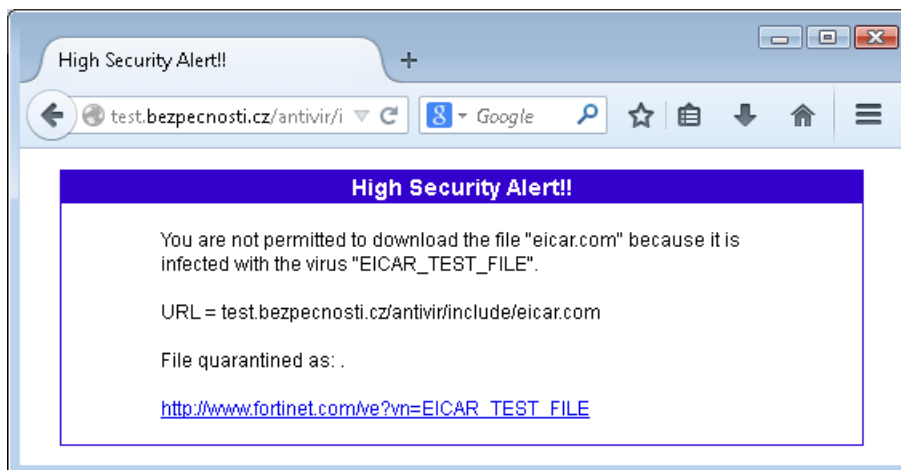 High Security Alert!!
test.bezpecnosti.cz/antivir/i
Google
High Security Alert!!
You are not permitted to download the file "eicar.com" because it is
infected with the virus "EICAR_TEST_FILE".
URL = test.bezpecnosti.cz/antivir/include/eicar.com
File quarantined as: .
http://www.fortinet.com/ve?vn=EICAR_TEST_FILE